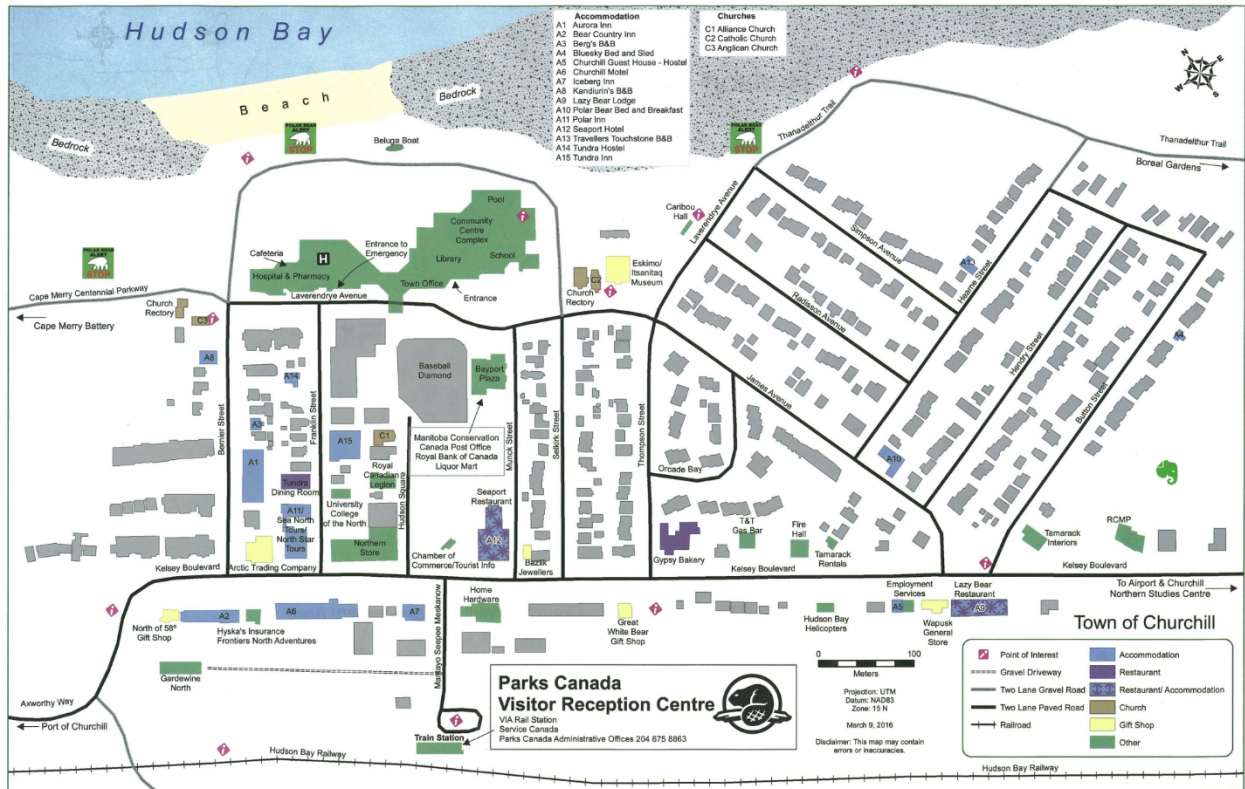 Hudson Bay
Beach
Bedrock
Bedrock
POLAR BEAR
ALERT
STOP
Beluga Boat
Accommodation
A1 Aurora Inn
A2 Bear Country Inn
A3 Berg's B&B
A4 Bluesky Bed and Sled
A5 Churchill Guest House - Hostel
A6 Churchill Motel
A7 Iceberg Inn
A8 Kandiurin's B&B
A9 Lazy Bear Lodge
A10 Polar Bear Bed and Breakfast
A11 Polar Inn
A12 Seaport Hotel
A13 Travellers Touchstone B&B
A14 Tundra Hostel
A15 Tundra Inn
Churches
C1 Alliance Church
C2 Catholic Church
C3 Anglican Church
N
E
S
W
POLAR BEAR
ALERT
STOP
Thanadelthur Trail
Thanadelthur Trail
Boreal Gardens
Laverendrye Avenue
Caribou
Hall
Simpson Avenue
Radisson Avenue
James Avenue
Hearne Street
Hendry Street
Button Street
A13
A4
A10
POLAR BEAR
ALERT
STOP
Cafeteria
H
Hospital & Pharmacy
Entrance to
Emergency
Pool
Community
Centre
Complex
Library
School
Town Office
Entrance
Laverendrye Avenue
Church
Rectory
C2
Eskimo/
Itsanitaq
Museum
Cape Merry Centennial Parkway
Cape Merry Battery
Church
Rectory
C3
A8
A14
A3
A1
Bernier Street
Franklin Street
Tundra
Dining Room
A11/
Sea North
Tours/
North Star
Tours
Arctic Trading Company
A15
C1
Royal
Canadian
Legion
University
College
of the North
Northern
Store
Hudson Square
Baseball
Diamond
Bayport
Plaza
Manitoba Conservation
Canada Post Office
Royal Bank of Canada
Liquor Mart
Munck Street
Selkirk Street
Thompson Street
Seaport
Restaurant
A12
Chamber of
Commerce/Tourist Info
Bazlik
Jewellers
Orcade Bay
Gypsy Bakery
T&T
Gas Bar
Fire
Hall
Tamarack
Rentals
Tamarack
Interiors
RCMP
Kelsey Boulevard
Kelsey Boulevard
Kelsey Boulevard
To Airport & Churchill
Northern Studies Centre
North of 58°
Gift Shop
A2
Hyska's Insurance
Frontiers North Adventures
A6
A7
Home
Hardware
Great
White Bear
Gift Shop
Hudson Bay
Helicopters
Employment
Services
A5
Wapusk
General
Store
Lazy Bear
Restaurant
A9
Mantayo Seepee Meskanow
Gardewine
North
Axworthy Way
Port of Churchill
Train Station
Parks Canada
Visitor Reception Centre
VIA Rail Station
Service Canada
Parks Canada Administrative Offices 204 675 8863
0 100
Meters
Projection: UTM
Datum: NAD83
Zone: 15 N
March 9, 2016
Disclaimer: This map may contain
errors or inaccuracies.
Town of Churchill
Point of Interest
Gravel Driveway
Two Lane Gravel Road
Two Lane Paved Road
Railroad
Accommodation
Restaurant
Restaurant/ Accommodation
Church
Gift Shop
Other
Hudson Bay Railway
Hudson Bay Railway